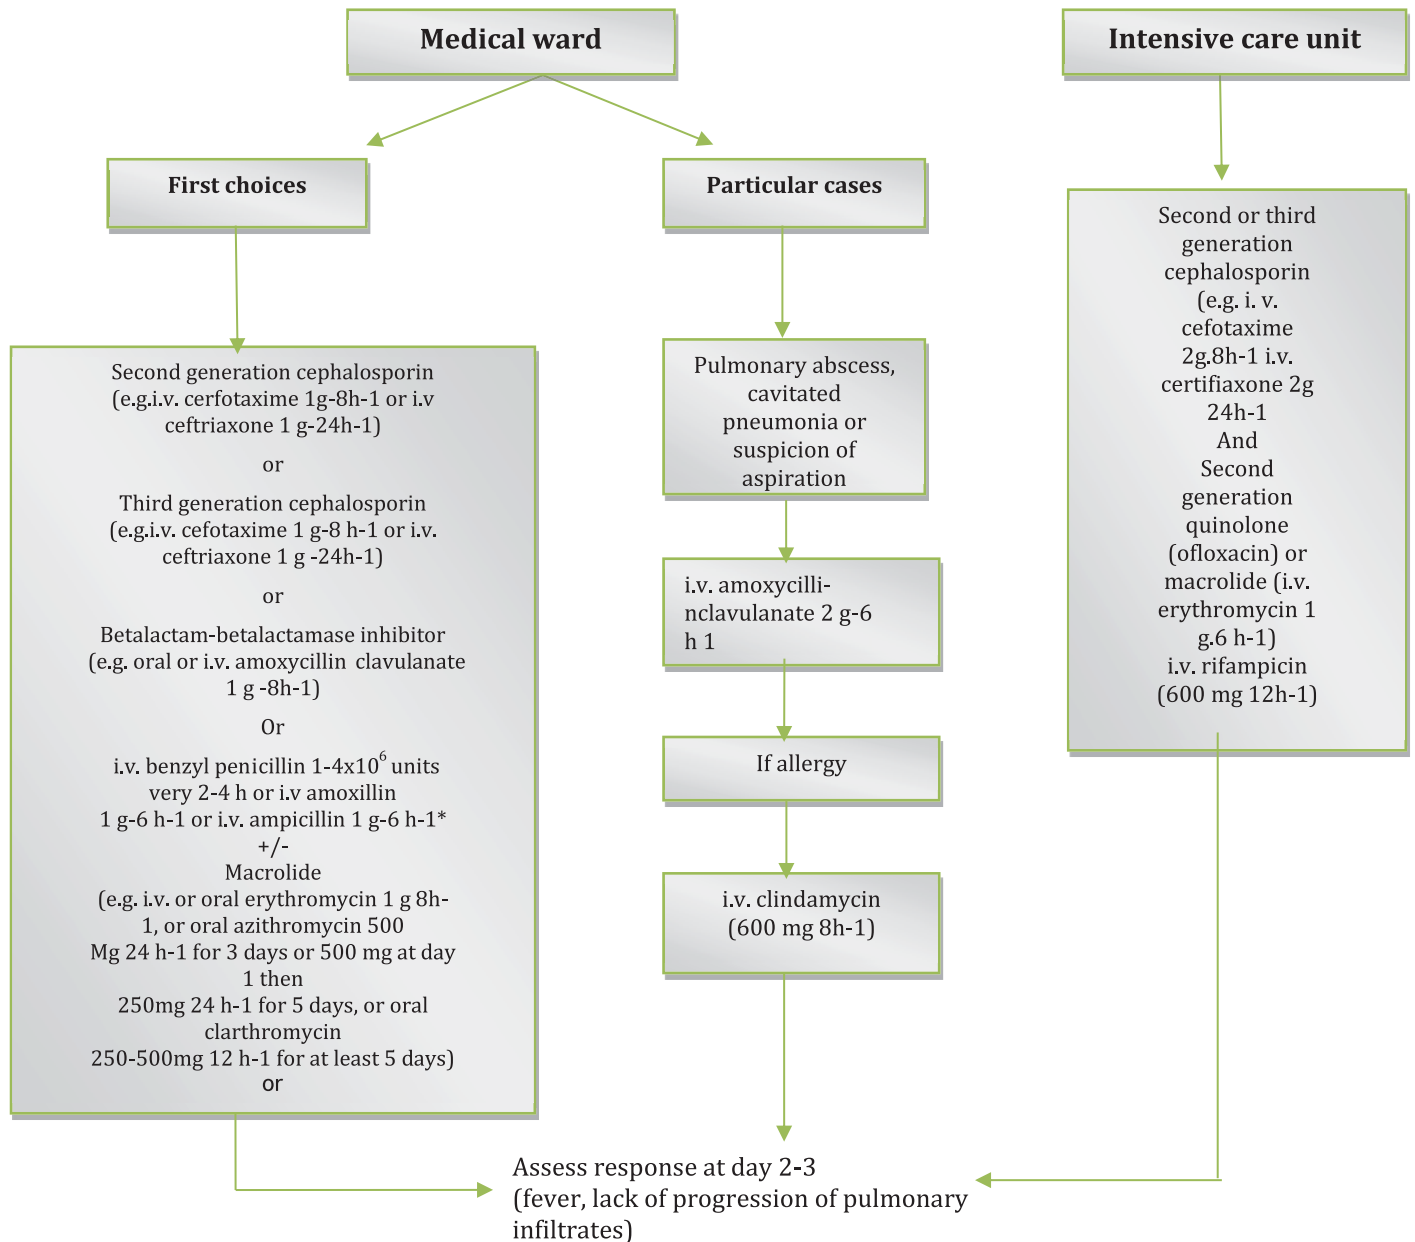 Medical ward
First choices
Second generation cephalosporin
(e.g.i.v. cerfotaxime 1g-8h-1 or i.v
ceftriaxone 1 g-24h-1)
or
Third generation cephalosporin
(e.g.i.v. cefotaxime 1 g-8 h-1 or i.v.
ceftriaxone 1 g -24h-1)
or
Betalactam-betalactamase inhibitor
(e.g. oral or i.v. amoxycillin clavulanate
1 g -8h-1)
Or
i.v. benzyl penicillin 1-4x10⁶ units
very 2-4 h or i.v amoxillin
1 g-6 h-1 or i.v. ampicillin 1 g-6 h-1*
+/-
Macrolide
(e.g. i.v. or oral erythromycin 1 g 8h-
1, or oral azithromycin 500
Mg 24 h-1 for 3 days or 500 mg at day
1 then
250mg 24 h-1 for 5 days, or oral
clarthromycin
250-500mg 12 h-1 for at least 5 days)
or
Particular cases
Pulmonary abscess,
cavitated
pneumonia or
suspicion of
aspiration
i.v. amoxycilli-
nclavulanate 2 g-6
h 1
If allergy
i.v. clindamycin
(600 mg 8h-1)
Intensive care unit
Second or third
generation
cephalosporin
(e.g. i. v.
cefotaxime
2g.8h-1 i.v.
certifiaxone 2g
24h-1
And
Second
generation
quinolone
(ofloxacin) or
macrolide (i.v.
erythromycin 1
g.6 h-1)
i.v. rifampicin
(600 mg 12h-1)
Assess response at day 2-3
(fever, lack of progression of pulmonary
infiltrates)